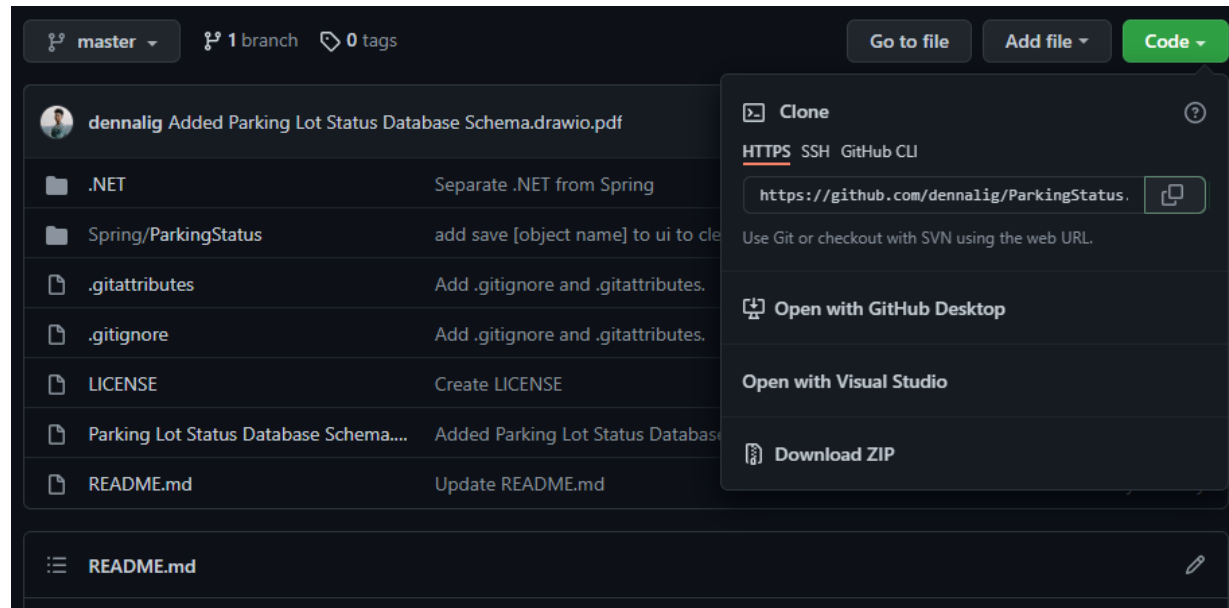 master 1 branch 0 tags Go to file Add file Code
dennalig Added Parking Lot Status Database Schema.drawio.pdf
.NET Separate .NET from Spring
Spring/ParkingStatus add save [object name] to ui to cle
.gitattributes Add .gitignore and .gitattributes.
.gitignore Add .gitignore and .gitattributes.
LICENSE Create LICENSE
Parking Lot Status Database Schema.... Added Parking Lot Status Databas
README.md Update README.md
Clone
HTTPS SSH GitHub CLI
https://github.com/dennalig/ParkingStatus.
Use Git or checkout with SVN using the web URL.
Open with GitHub Desktop
Open with Visual Studio
Download ZIP
README.md